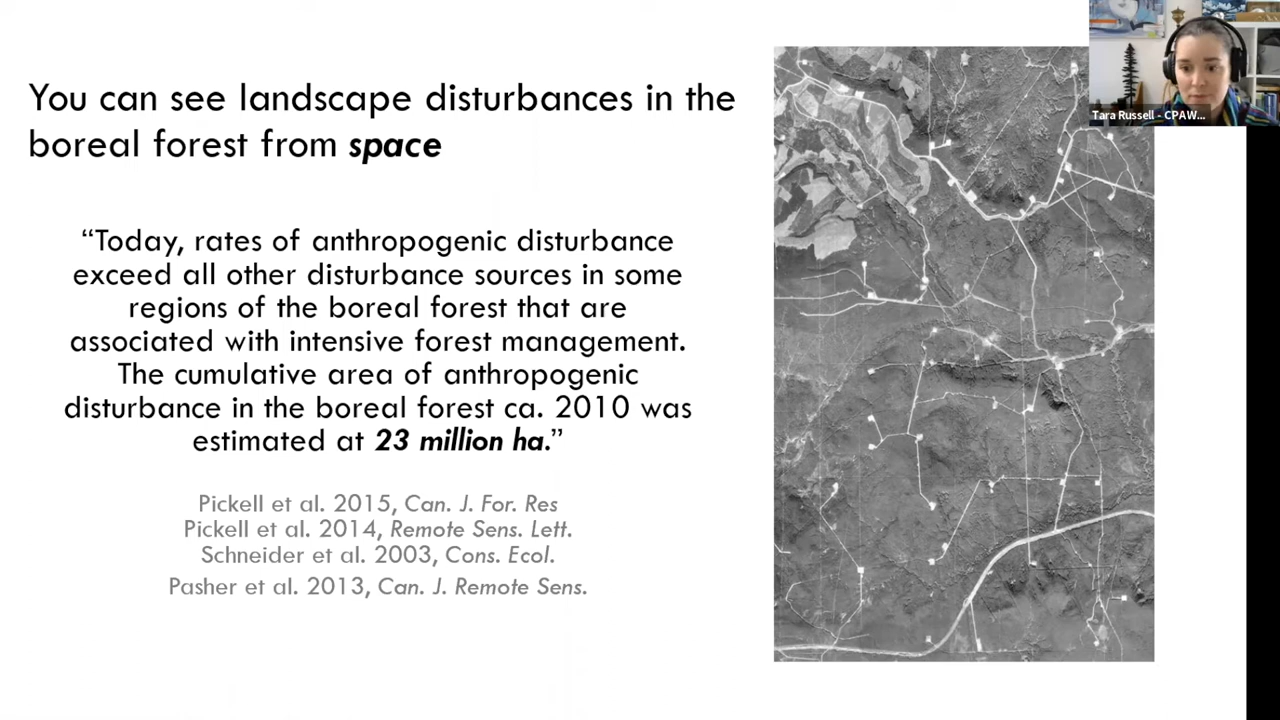 You can see landscape disturbances in the
boreal forest from space
“Today, rates of anthropogenic disturbance
exceed all other disturbance sources in some
regions of the boreal forest that are
associated with intensive forest management.
The cumulative area of anthropogenic
disturbance in the boreal forest ca. 2010 was
estimated at 23 million ha.”
Pickell et al. 2015, Can. J. For. Res
Pickell et al. 2014, Remote Sens. Lett.
Schneider et al. 2003, Cons. Ecol.
Pasher et al. 2013, Can. J. Remote Sens.
Tara Russell - CPAW...